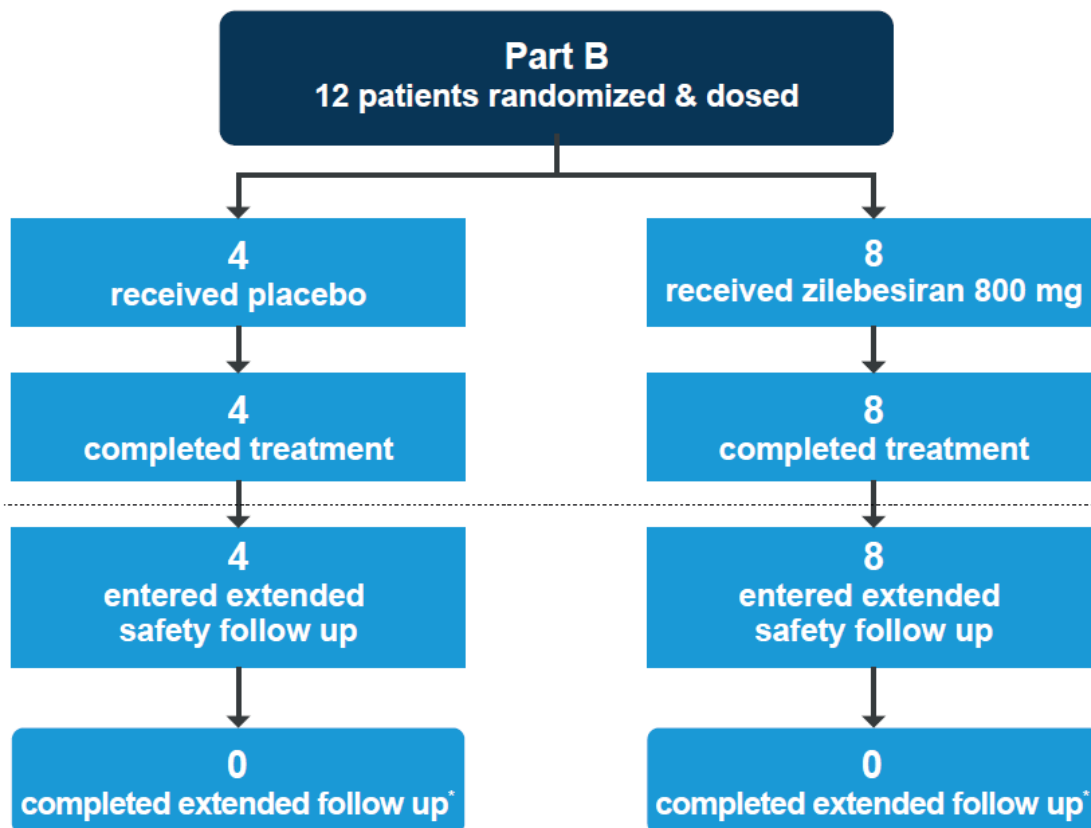 Part B
12 patients randomized & dosed
4
received placebo
8
received zilebesiran 800 mg
4
completed treatment
8
completed treatment
4
entered extended
safety follow up
8
entered extended
safety follow up
0
completed extended follow up*
0
completed extended follow up*